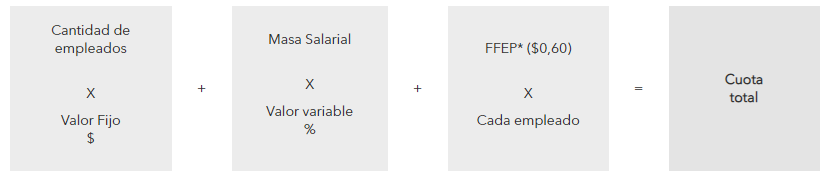 Cantidad de
empleados
X
Valor Fijo
$
+
Masa Salarial
X
Valor variable
%
+
FFEP* ($0,60)
X
Cada empleado
=
Cuota
total